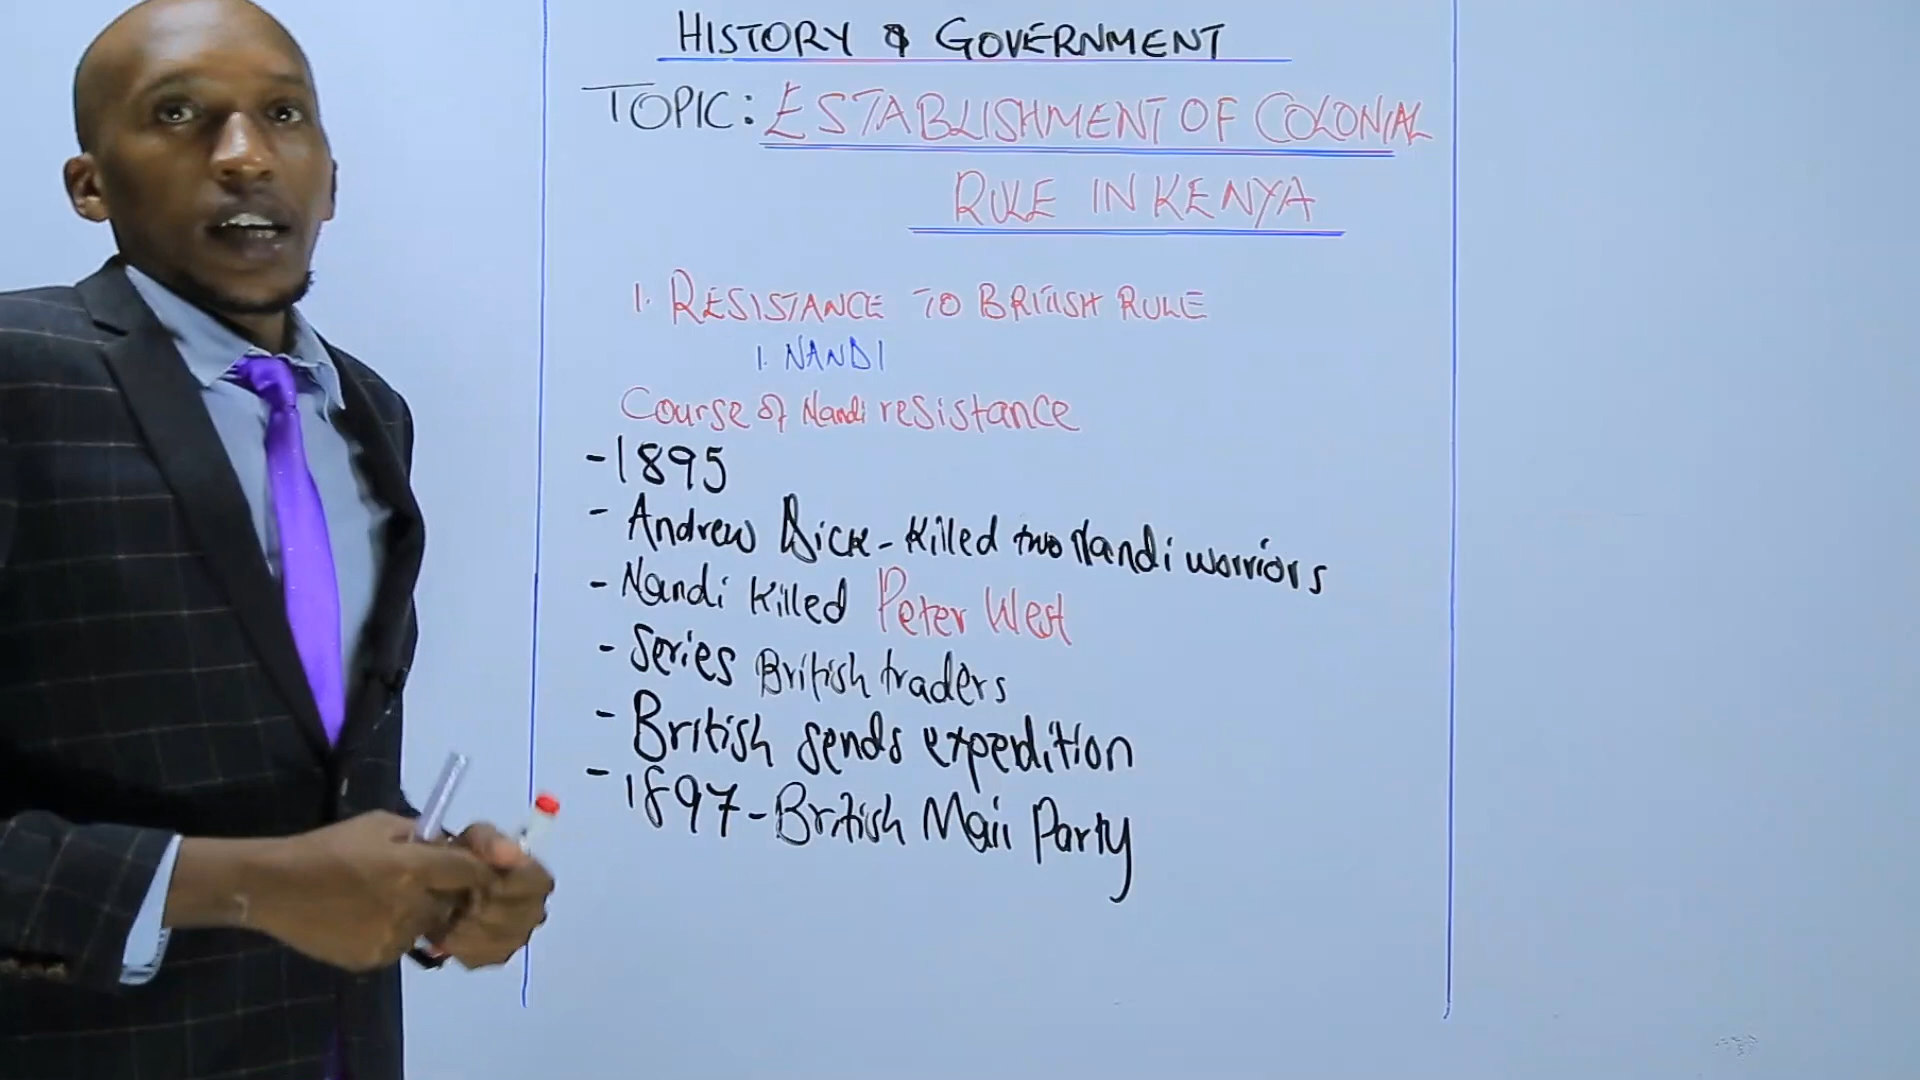 HISTORY & GOVERNMENT
TOPIC: ESTABLISHMENT OF COLONIAL
RULE IN KENYA
1. RESISTANCE TO BRITISH RULE
1. NANDI
Course of Nandi resistance
- 1895
- Andrew Dick - Killed two Nandi warriors
- Nandi Killed Peter West
- Series British traders
- British sends expedition
- 1897 - British Mail Party